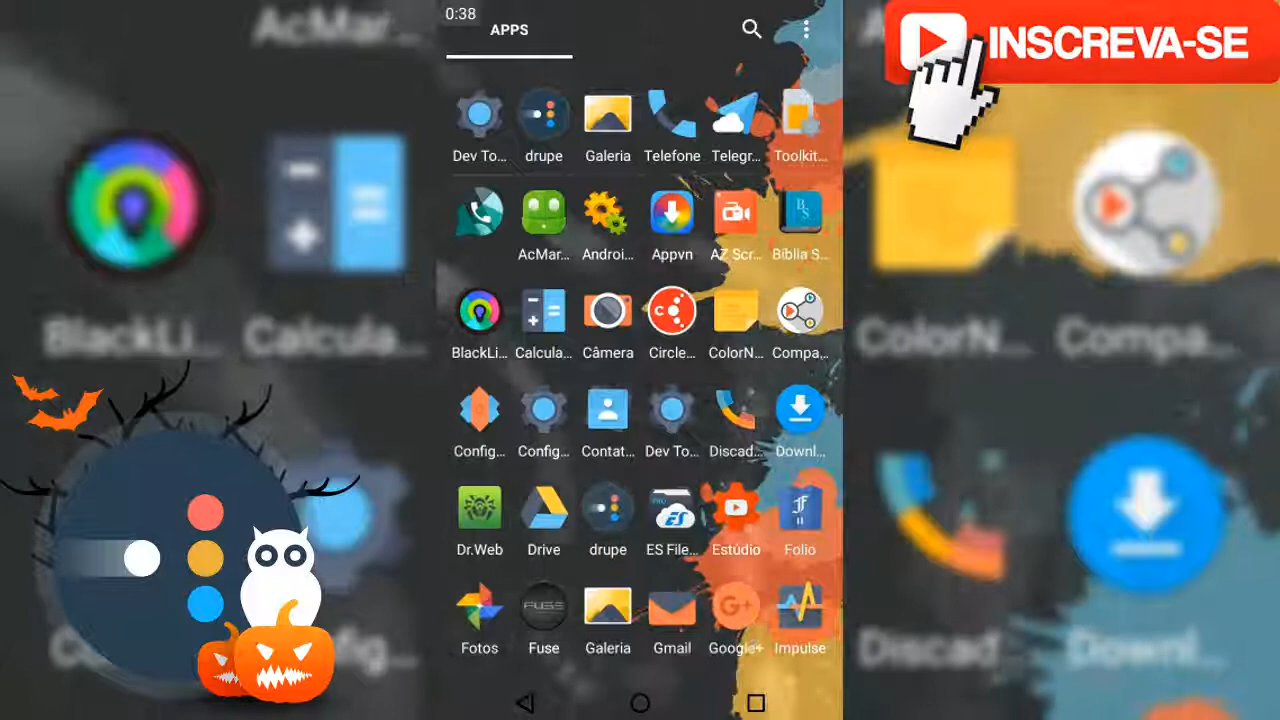 0:38
APPS
INSCREVA-SE
Dev To... drupe Galeria Telefone Telegr... Toolkit...
AcMar... Androi... Appvn AZ Scr... Bíblia S...
BlackLi... Calcula... Câmera Circle... ColorN... Compa...
Config... Config... Contat... Dev To... Discad... Downl...
Dr.Web Drive drupe ES File... Estúdio Folio
Fotos Fuse Galeria Gmail Google+ Impulse
AcMar...
BlackLi... Calcula...
ColorN... Compa...
Discad... Downl...